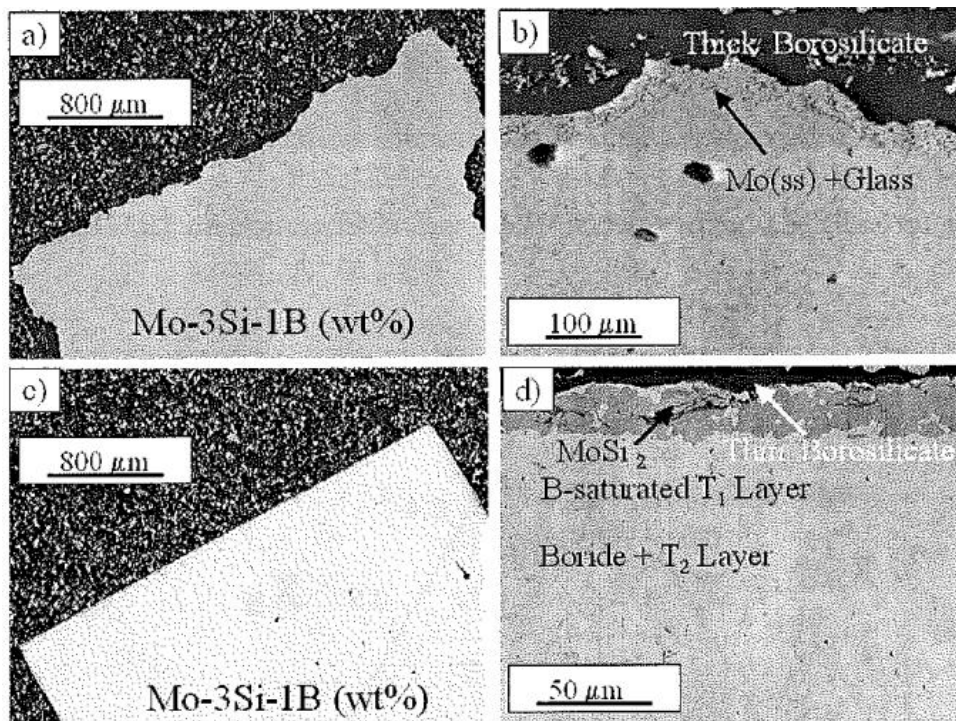 a)
800 μm
Mo-3Si-1B (wt%)
b)
Thick Borosilicate
Mo(ss) +Glass
100 μm
c)
800 μm
Mo-3Si-1B (wt%)
d)
MoSi2
Thin Borosilicate
B-saturated T1 Layer
Boride + T2 Layer
50 μm